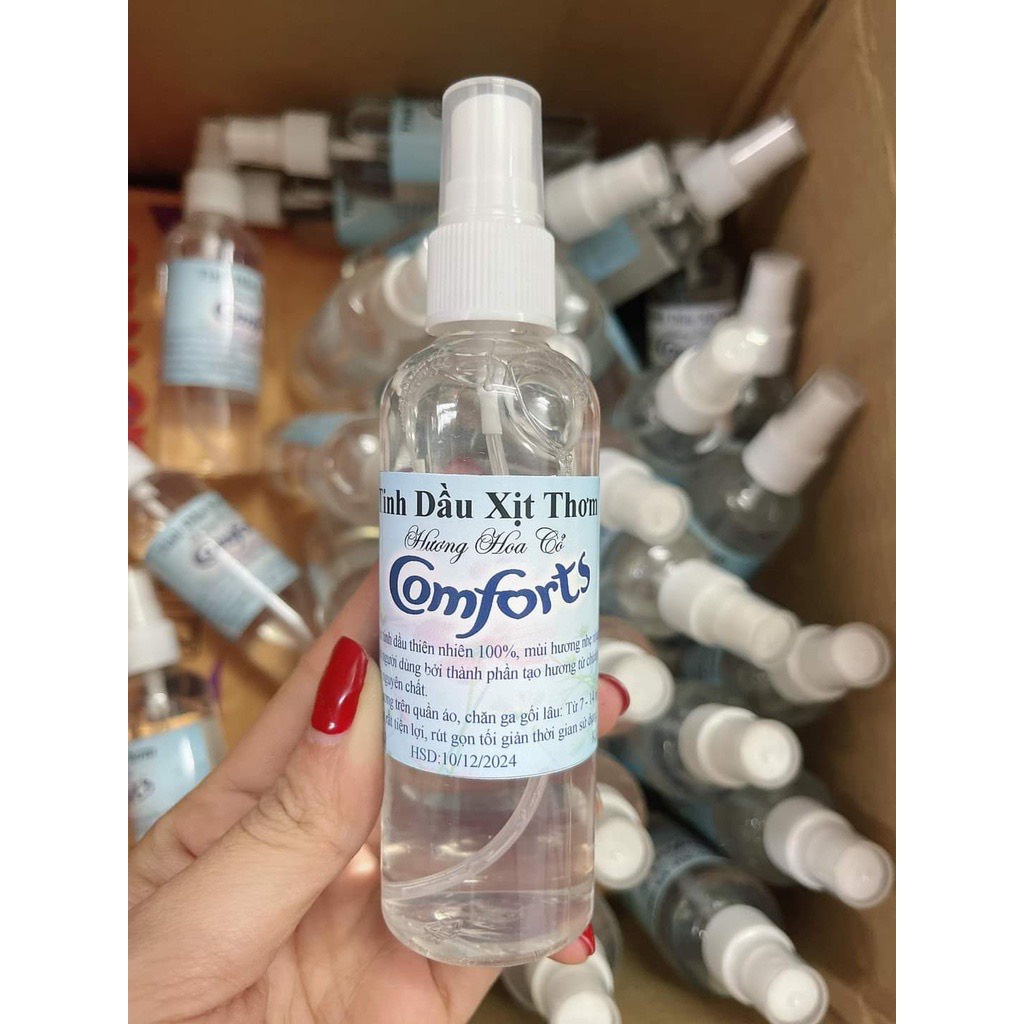 Tinh Dầu Xịt Thơm
Hương Hoa Cỏ
Comforts
tinh dầu thiên nhiên 100%, mùi hương nhẹ
người dùng bởi thành phần tạo hương từ
nguyên chất.
trên quần áo, chăn ga gối lâu: Từ 7 - 14
rất tiện lợi, rút gọn tối giản thời gian sử
HSD:10/12/2024